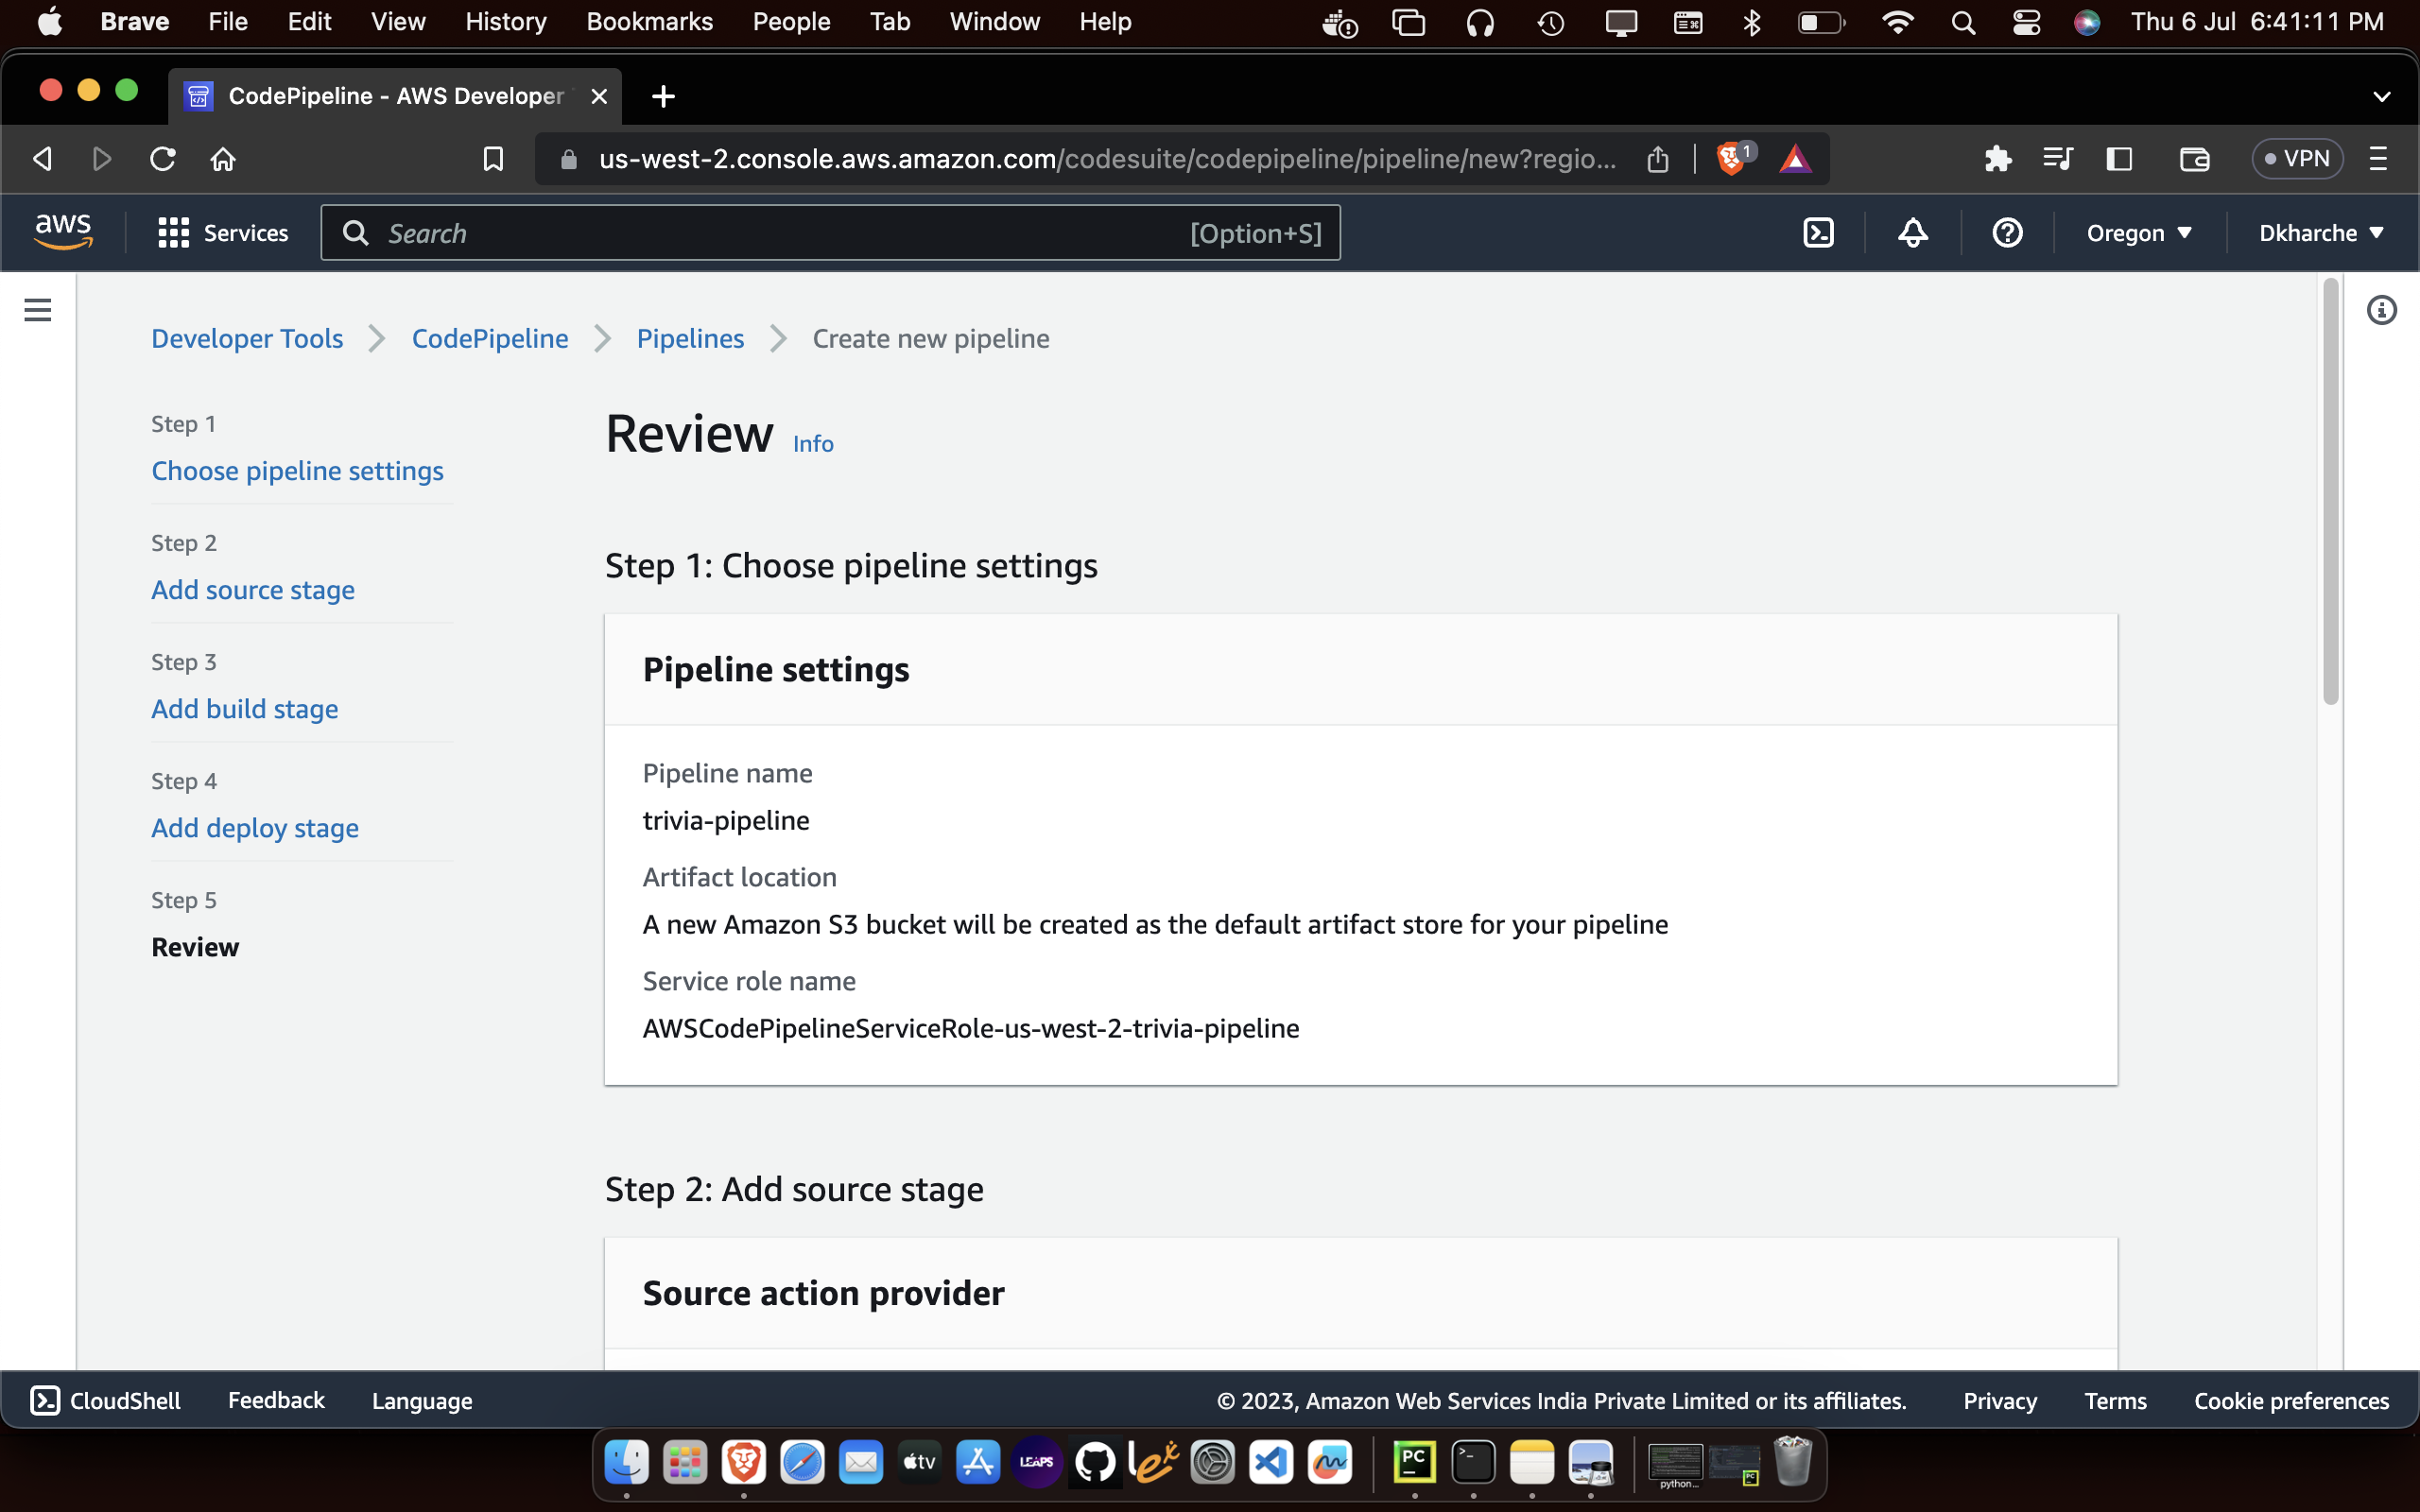 Brave File Edit View History Bookmarks People Tab Window Help Thu 6 Jul 6:41:11 PM
CodePipeline - AWS Developer
us-west-2.console.aws.amazon.com/codesuite/codepipeline/pipeline/new?regio... 1 VPN
aws Services Search [Option+S] Oregon Dkharche
Developer Tools CodePipeline Pipelines Create new pipeline
Step 1
Choose pipeline settings
Step 2
Add source stage
Step 3
Add build stage
Step 4
Add deploy stage
Step 5
Review
Review Info
Step 1: Choose pipeline settings
Pipeline settings
Pipeline name
trivia-pipeline
Artifact location
A new Amazon S3 bucket will be created as the default artifact store for your pipeline
Service role name
AWSCodePipelineServiceRole-us-west-2-trivia-pipeline
Step 2: Add source stage
Source action provider
CloudShell Feedback Language © 2023, Amazon Web Services India Private Limited or its affiliates. Privacy Terms Cookie preferences
tv LEAPS lex PC python... PC